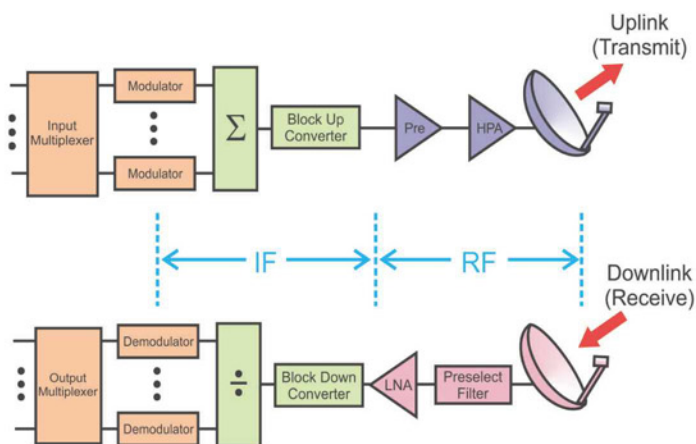 Uplink
(Transmit)
Input
Multiplexer
Modulator
Modulator
Σ
Block Up
Converter
Pre
HPA
IF
RF
Downlink
(Receive)
Output
Multiplexer
Demodulator
Demodulator
÷
Block Down
Converter
LNA
Preselect
Filter